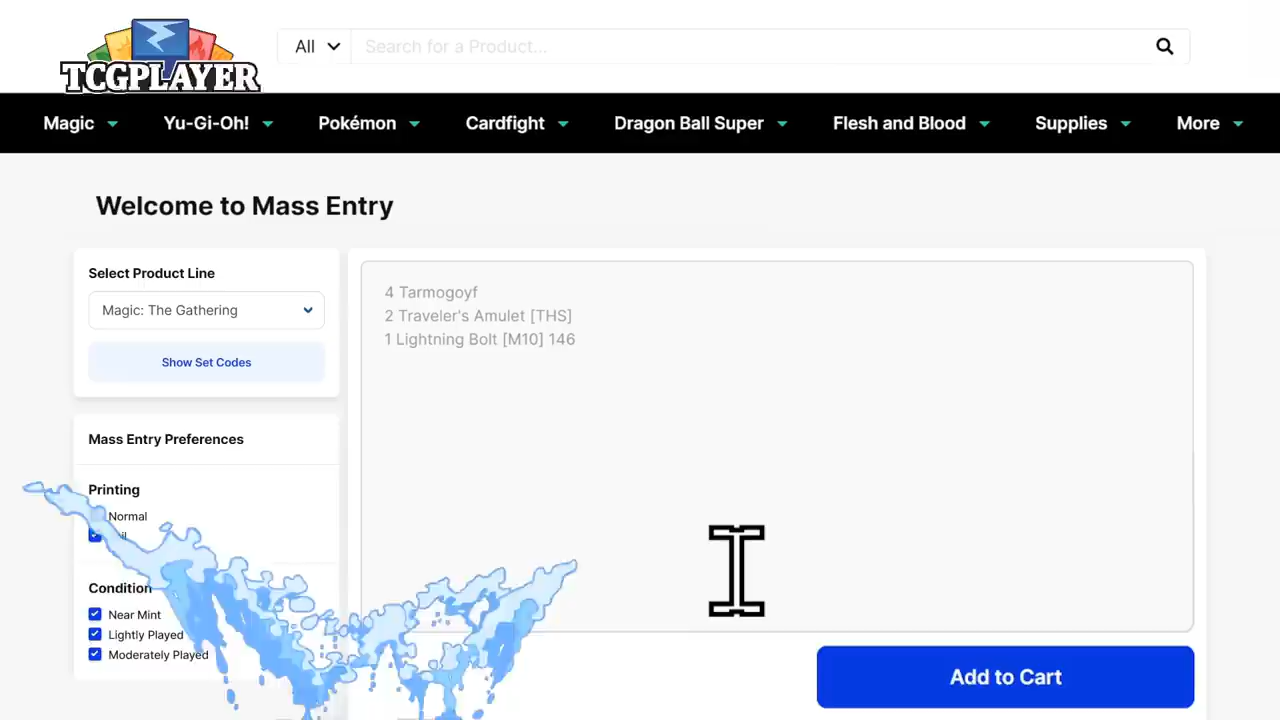 TCGPLAYER
All
Search for a Product...
Magic
Yu-Gi-Oh!
Pokémon
Cardfight
Dragon Ball Super
Flesh and Blood
Supplies
More
Welcome to Mass Entry
Select Product Line
Magic: The Gathering
Show Set Codes
Mass Entry Preferences
Printing
Normal
Condition
Near Mint
Lightly Played
Moderately Played
4 Tarmogoyf
2 Traveler's Amulet [THS]
1 Lightning Bolt [M10] 146
Add to Cart